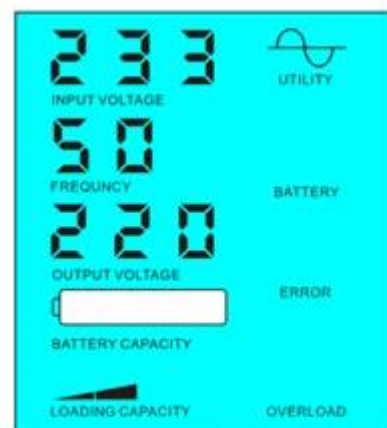 233
UTILITY
INPUT VOLTAGE
50
FREQUNCY
BATTERY
220
OUTPUT VOLTAGE
ERROR
BATTERY CAPACITY
LOADING CAPACITY
OVERLOAD